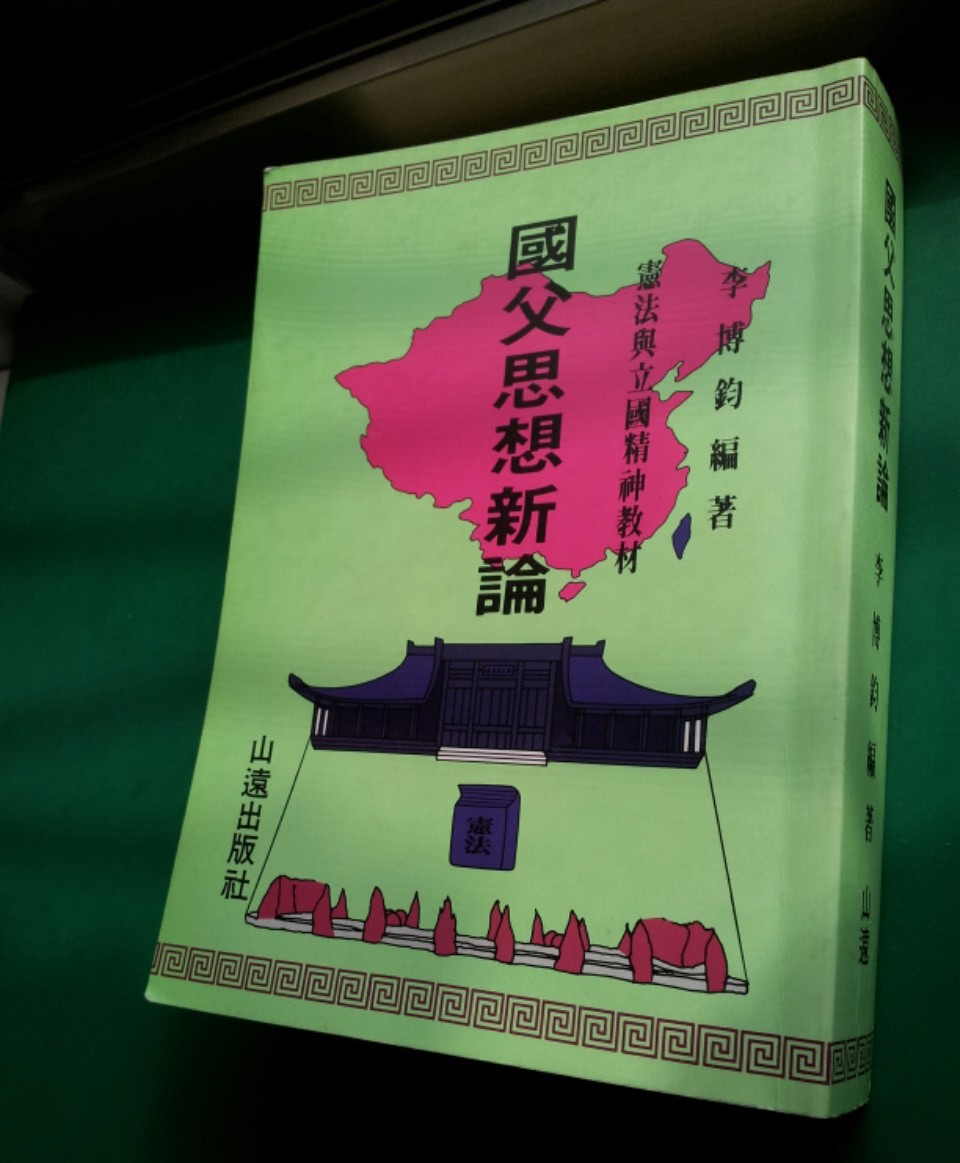 李博鈞編著
憲法與立國精神教材
國父思想新論
山遠出版社
憲法
國父思想新論 李博鈞編著 山遠